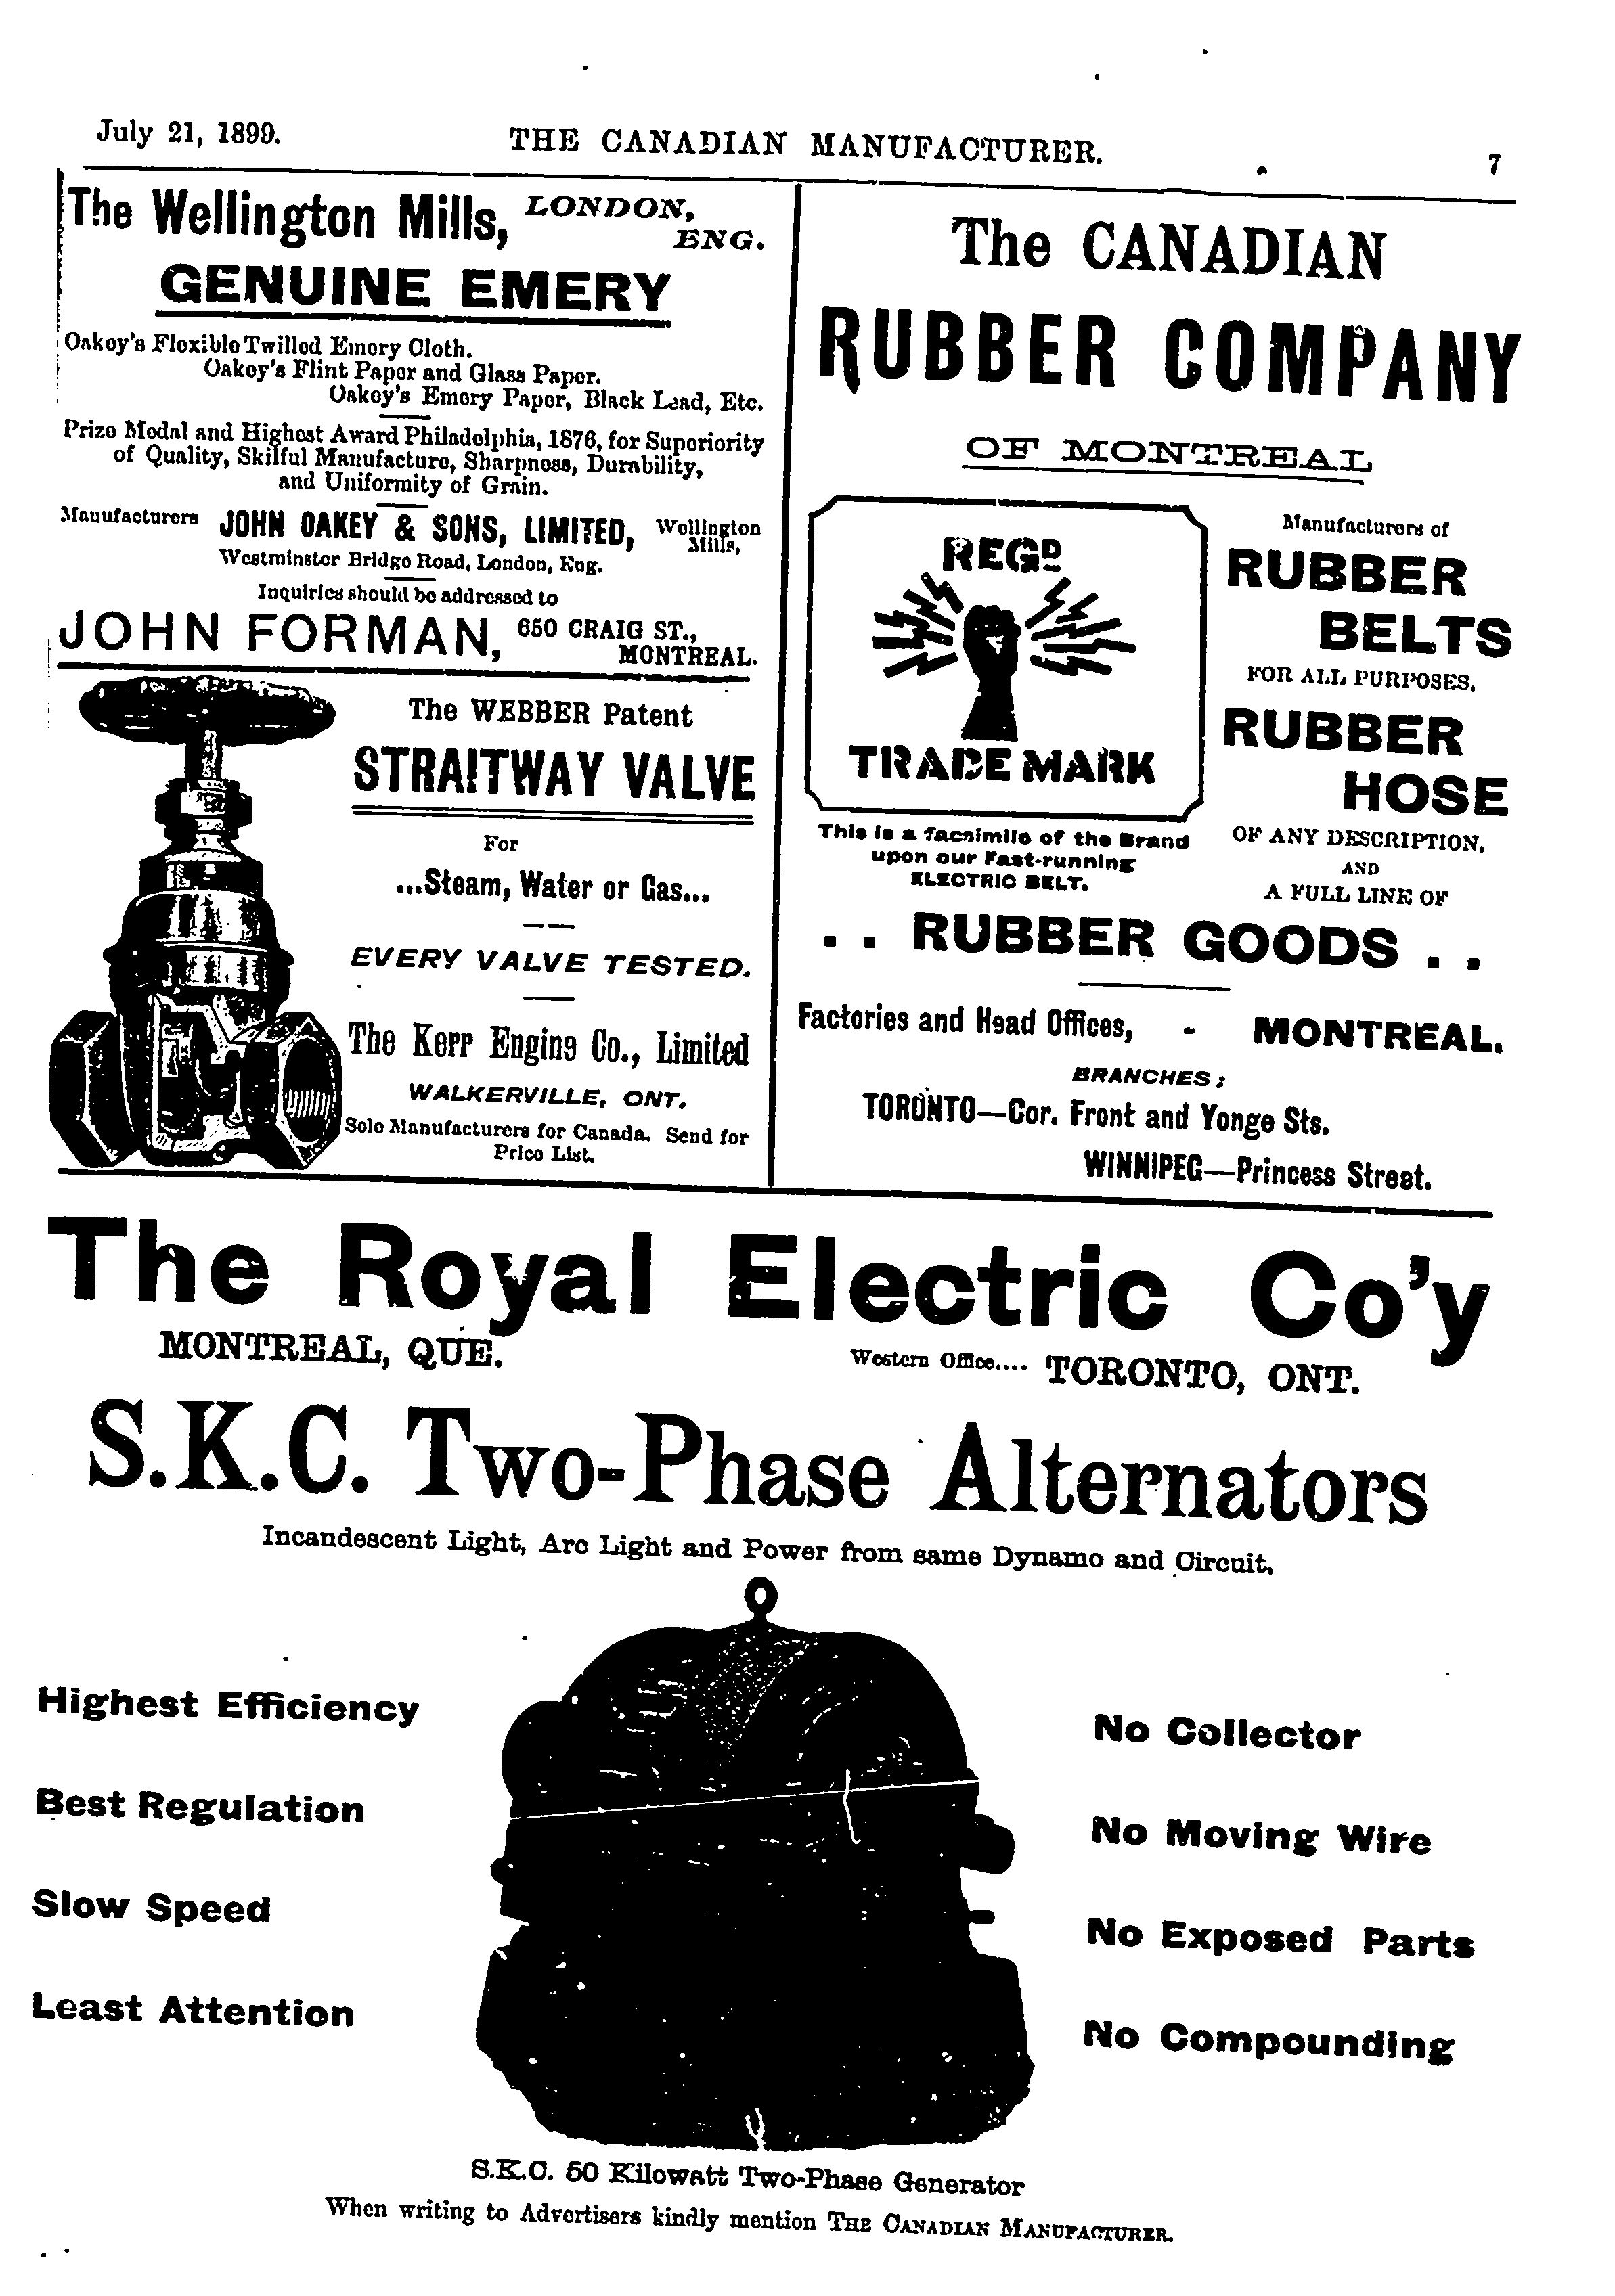 July 21, 1899.
THE CANADIAN MANUFACTURER.
7
The Wellington Mills, LONDON,
ENG.
GENUINE EMERY
Oakey's Flexible Twilled Emery Cloth.
Oakey's Flint Paper and Glass Paper.
Oakey's Emery Paper, Black Lead, Etc.
Prize Medal and Highest Award Philadelphia, 1876, for Superiority
of Quality, Skilful Manufacture, Sharpness, Durability,
and Uniformity of Grain.
Manufacturers JOHN OAKEY & SONS, LIMITED, Wellington
Mills,
Westminster Bridge Road, London, Eng.
Inquiries should be addressed to
JOHN FORMAN, 650 CRAIG ST.,
MONTREAL.
The WEBBER Patent
STRAITWAY VALVE
For
...Steam, Water or Gas...
EVERY VALVE TESTED.
The Kerr Engine Co., Limited
WALKERVILLE, ONT.
Sole Manufacturers for Canada. Send for
Price List.
The CANADIAN
RUBBER COMPANY
OF MONTREAL
REGD
TRADE MARK
This is a facsimile of the Brand
upon our Fast-running
ELECTRIC BELT.
Manufacturers of
RUBBER
BELTS
FOR ALL PURPOSES,
RUBBER
HOSE
OF ANY DESCRIPTION,
AND
A FULL LINE OF
. . RUBBER GOODS . .
Factories and Head Offices, - MONTREAL.
BRANCHES:
TORONTO—Cor. Front and Yonge Sts.
WINNIPEG—Princess Street.
The Royal Electric Co'y
MONTREAL, QUE.
Western Office.... TORONTO, ONT.
S.K.C. Two-Phase Alternators
Incandescent Light, Arc Light and Power from same Dynamo and Circuit.
Highest Efficiency
Best Regulation
Slow Speed
Least Attention
No Collector
No Moving Wire
No Exposed Parts
No Compounding
S.K.C. 50 Kilowatt Two-Phase Generator
When writing to Advertisers kindly mention THE CANADIAN MANUFACTURER.